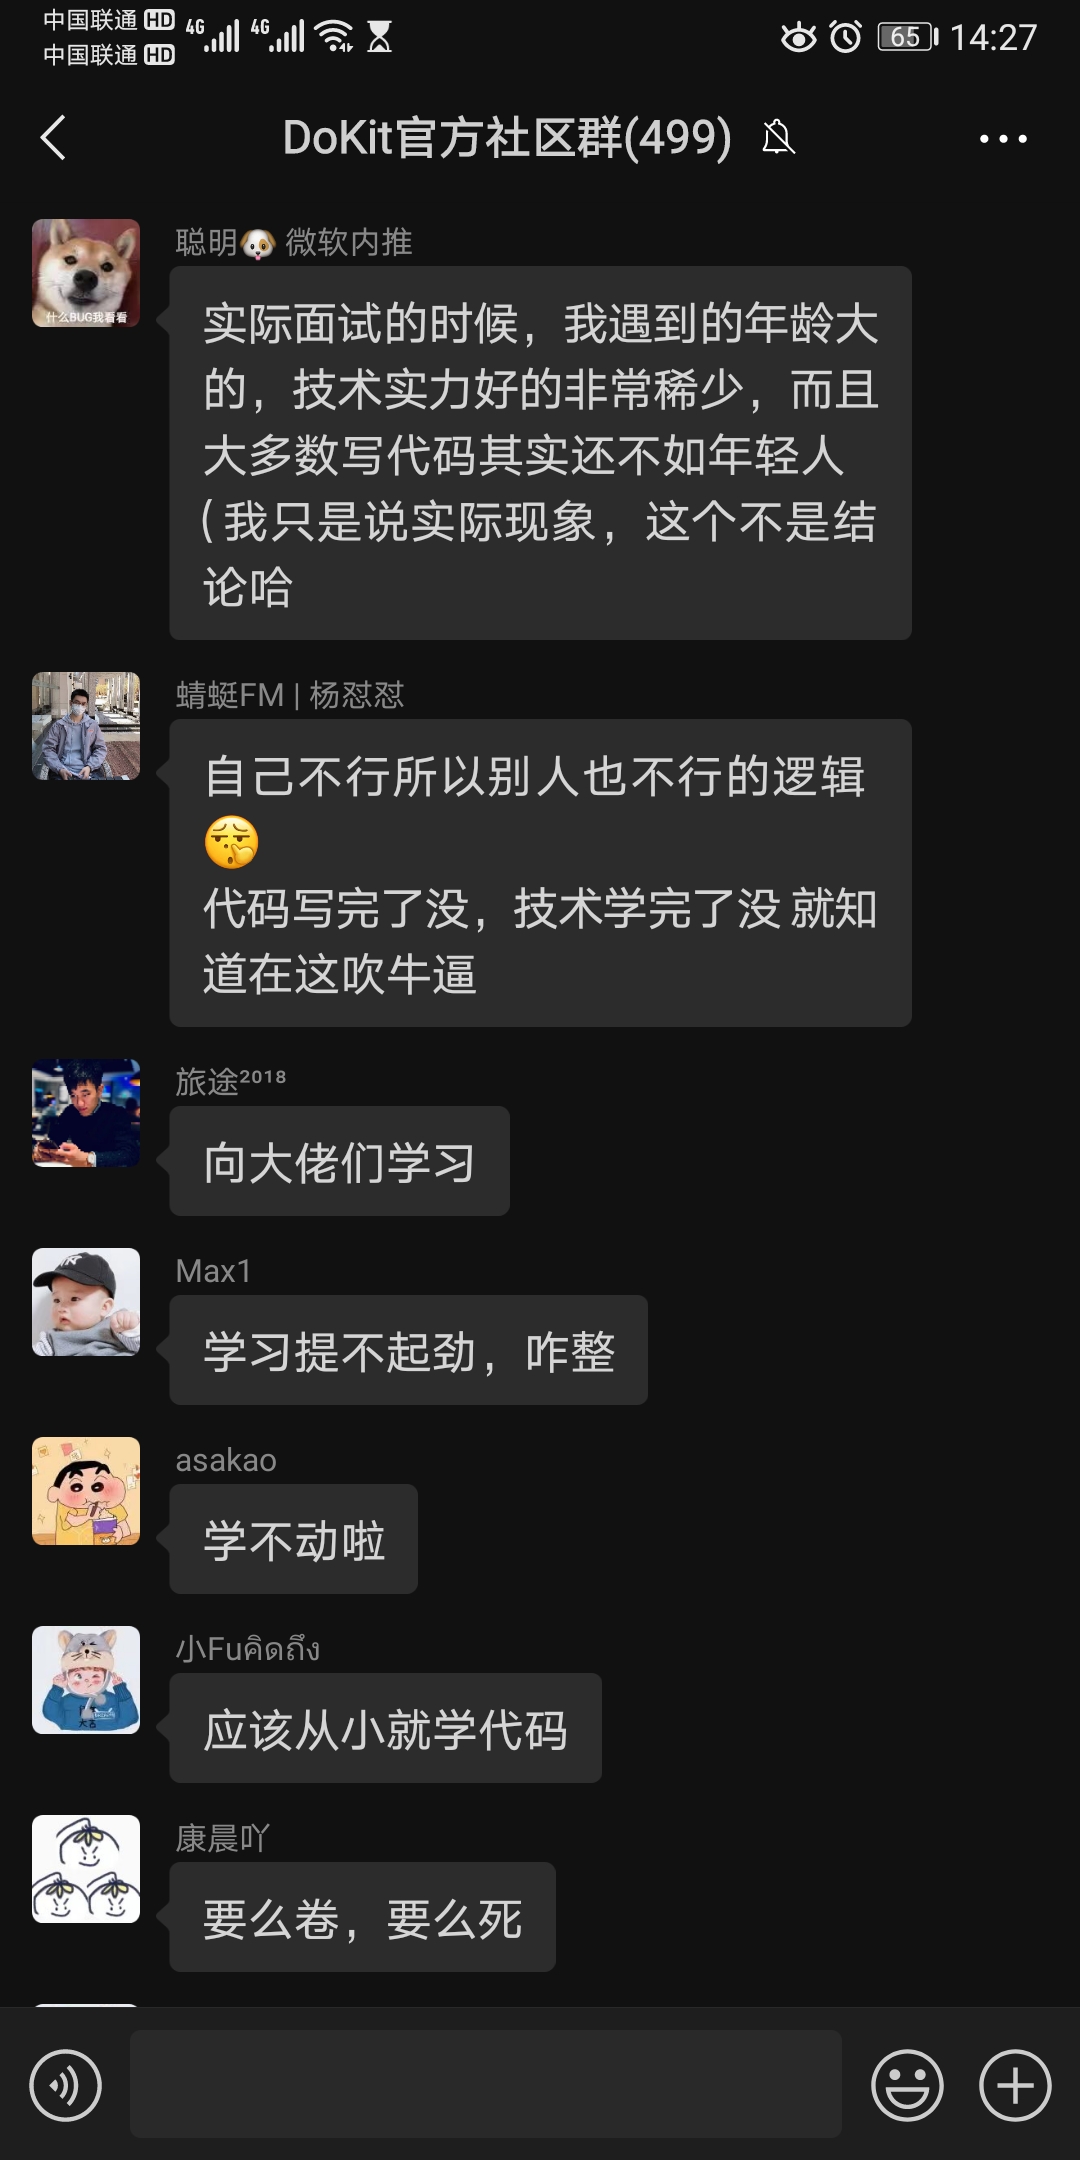 中国联通 HD 4G 4G 65 14:27
中国联通 HD
DoKit官方社区群(499)
聪明🐶 微软内推
什么BUG我看看
实际面试的时候，我遇到的年龄大
的，技术实力好的非常稀少，而且
大多数写代码其实还不如年轻人
（我只是说实际现象，这个不是结
论哈
蜻蜓FM | 杨怼怼
自己不行所以别人也不行的逻辑
代码写完了没，技术学完了没 就知
道在这吹牛逼
旅途²⁰¹⁸
向大佬们学习
Max1
学习提不起劲，咋整
asakao
学不动啦
小Fuคิดถึง
应该从小就学代码
康晨吖
要么卷，要么死